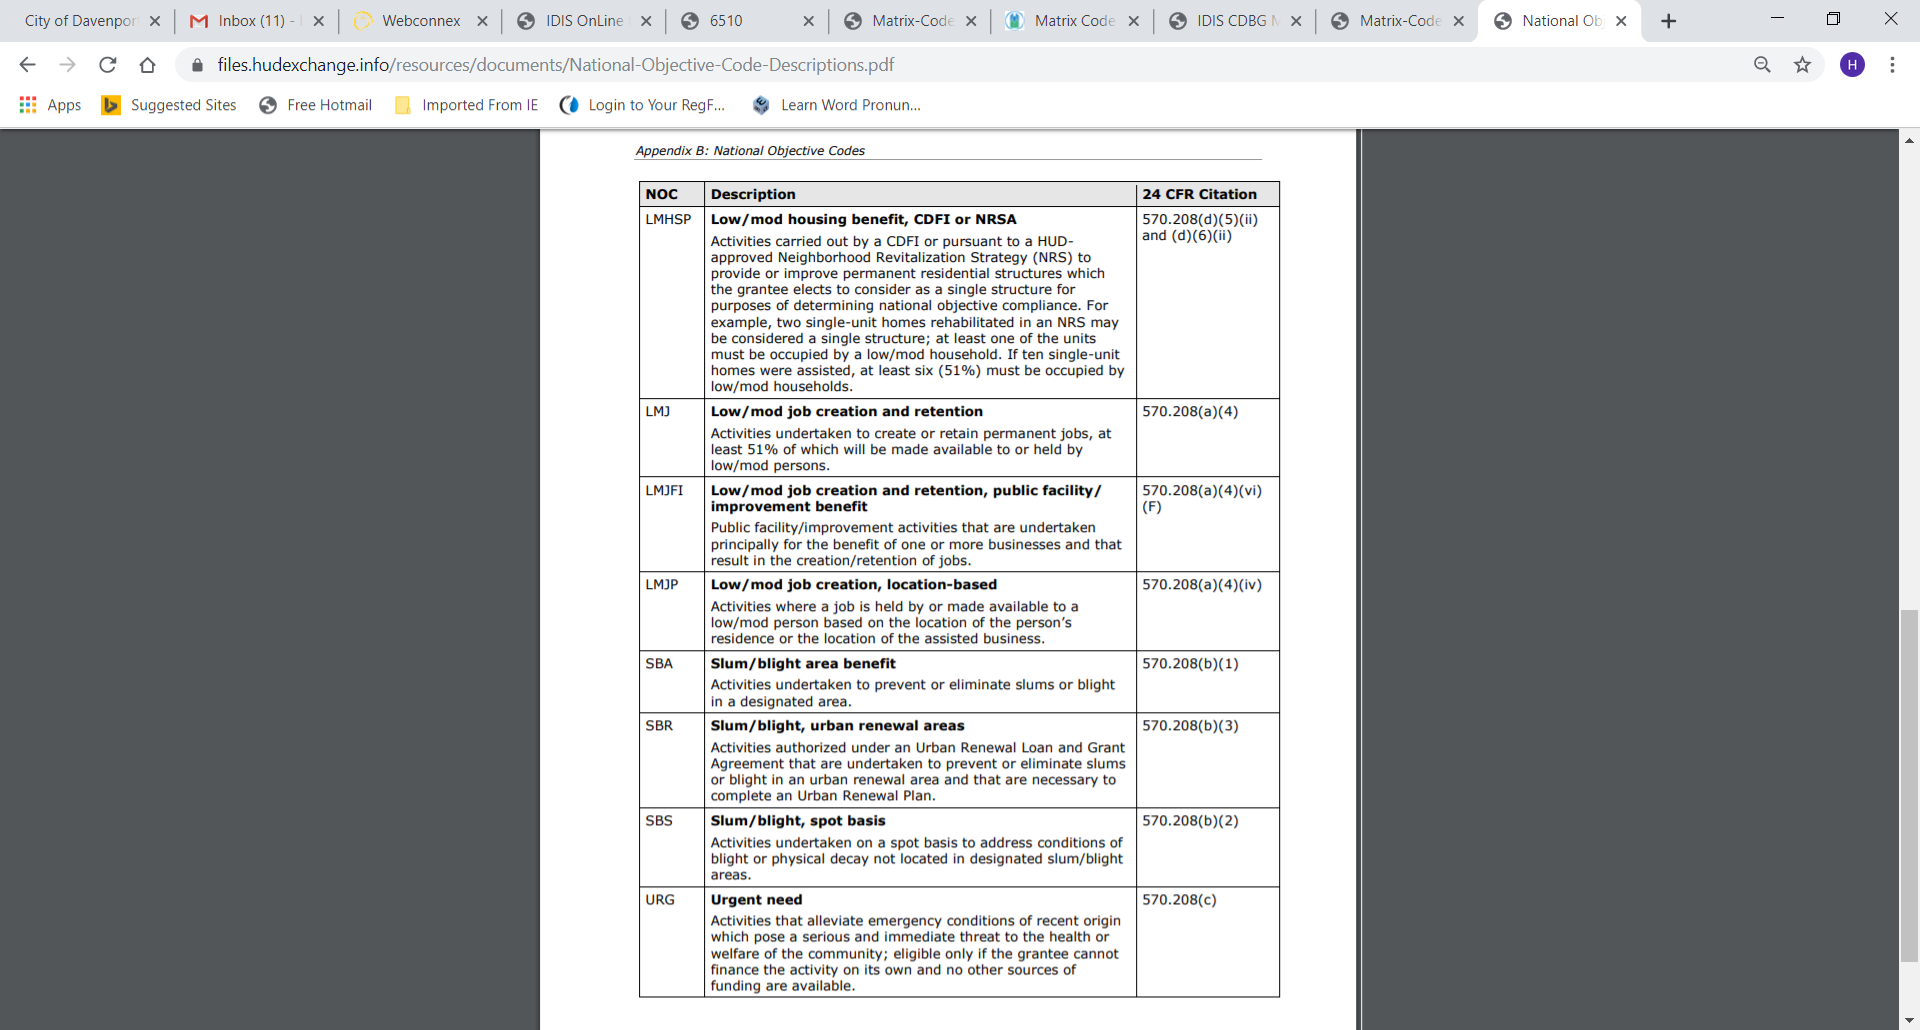 City of Davenport
Inbox (11) -
Webconnex
IDIS OnLine
6510
Matrix-Code
Matrix Code
IDIS CDBG M
Matrix-Code
National Ob
files.hudexchange.info/resources/documents/National-Objective-Code-Descriptions.pdf
H
Apps
Suggested Sites
Free Hotmail
Imported From IE
Login to Your RegF...
Learn Word Pronun...
Appendix B: National Objective Codes
NOC Description 24 CFR Citation
LMHSP Low/mod housing benefit, CDFI or NRSA 570.208(d)(5)(ii)
and (d)(6)(ii)
Activities carried out by a CDFI or pursuant to a HUD-
approved Neighborhood Revitalization Strategy (NRS) to
provide or improve permanent residential structures which
the grantee elects to consider as a single structure for
purposes of determining national objective compliance. For
example, two single-unit homes rehabilitated in an NRS may
be considered a single structure; at least one of the units
must be occupied by a low/mod household. If ten single-unit
homes were assisted, at least six (51%) must be occupied by
low/mod households.
LMJ Low/mod job creation and retention 570.208(a)(4)
Activities undertaken to create or retain permanent jobs, at
least 51% of which will be made available to or held by
low/mod persons.
LMJFI Low/mod job creation and retention, public facility/ 570.208(a)(4)(vi)
improvement benefit (F)
Public facility/improvement activities that are undertaken
principally for the benefit of one or more businesses and that
result in the creation/retention of jobs.
LMJP Low/mod job creation, location-based 570.208(a)(4)(iv)
Activities where a job is held by or made available to a
low/mod person based on the location of the person's
residence or the location of the assisted business.
SBA Slum/blight area benefit 570.208(b)(1)
Activities undertaken to prevent or eliminate slums or blight
in a designated area.
SBR Slum/blight, urban renewal areas 570.208(b)(3)
Activities authorized under an Urban Renewal Loan and Grant
Agreement that are undertaken to prevent or eliminate slums
or blight in an urban renewal area and that are necessary to
complete an Urban Renewal Plan.
SBS Slum/blight, spot basis 570.208(b)(2)
Activities undertaken on a spot basis to address conditions of
blight or physical decay not located in designated slum/blight
areas.
URG Urgent need 570.208(c)
Activities that alleviate emergency conditions of recent origin
which pose a serious and immediate threat to the health or
welfare of the community; eligible only if the grantee cannot
finance the activity on its own and no other sources of
funding are available.